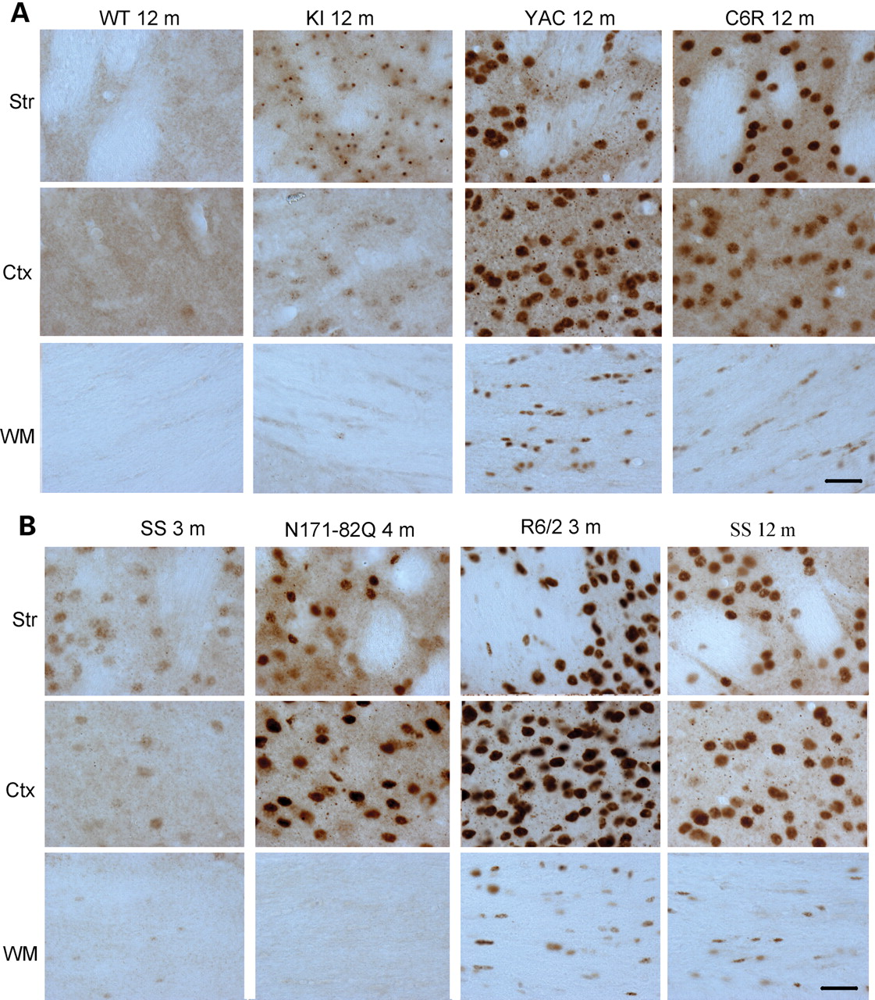 A
WT 12 m KI 12 m YAC 12 m C6R 12 m
Str
Ctx
WM
B
SS 3 m N171-82Q 4 m R6/2 3 m SS 12 m
Str
Ctx
WM